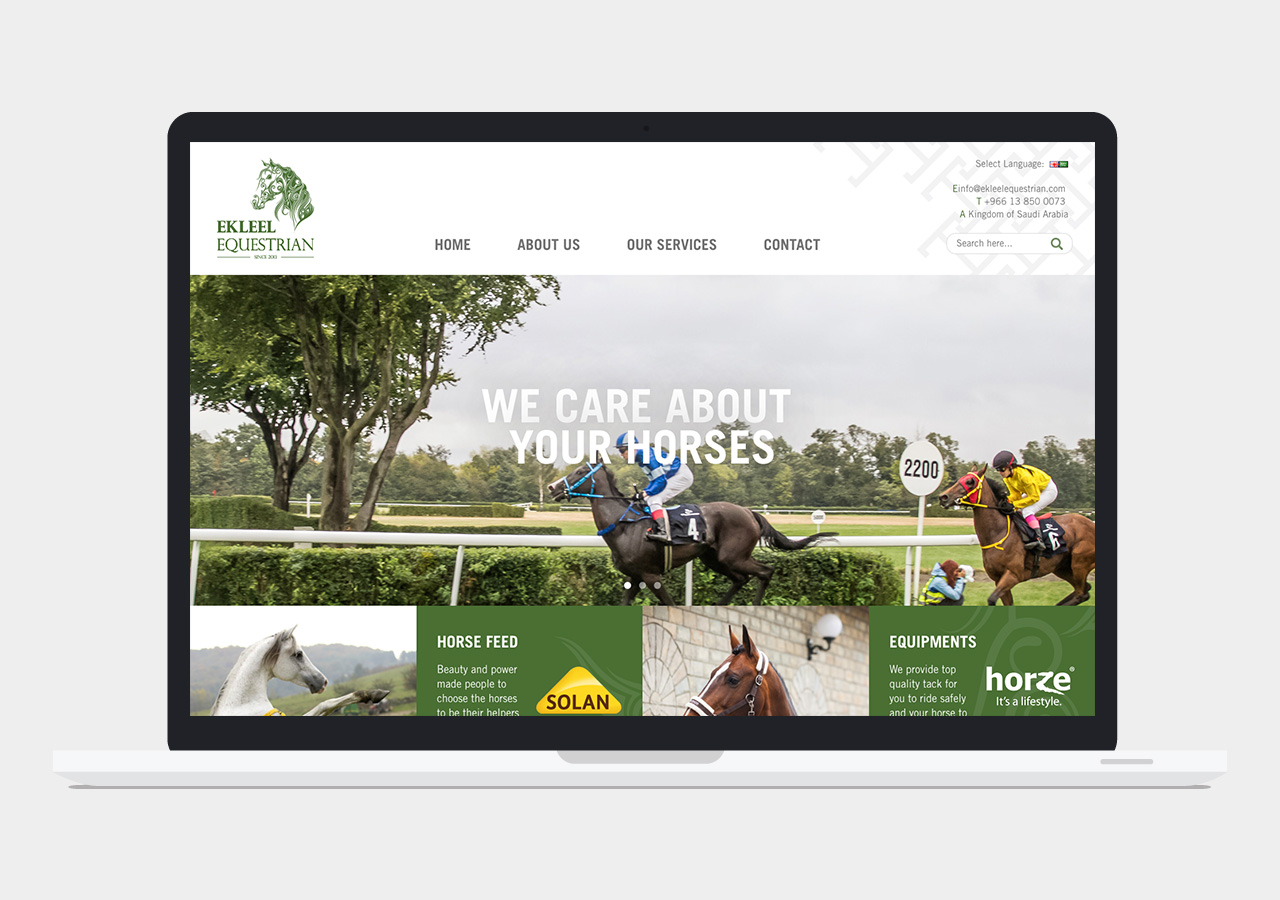 EKLEEL
EQUESTRIAN
SINCE 2013
HOME ABOUT US OUR SERVICES CONTACT
Select Language:
Einfo@ekleelequestrian.com
T +966 13 850 0073
A Kingdom of Saudi Arabia
Search here...
WE CARE ABOUT
YOUR HORSES
2200
4
6
HORSE FEED
Beauty and power
made people to
choose the horses
to be their helpers
SOLAN
EQUIPMENTS
We provide top
quality tack for
you to ride safely
and your horse to
horze®
It's a lifestyle.